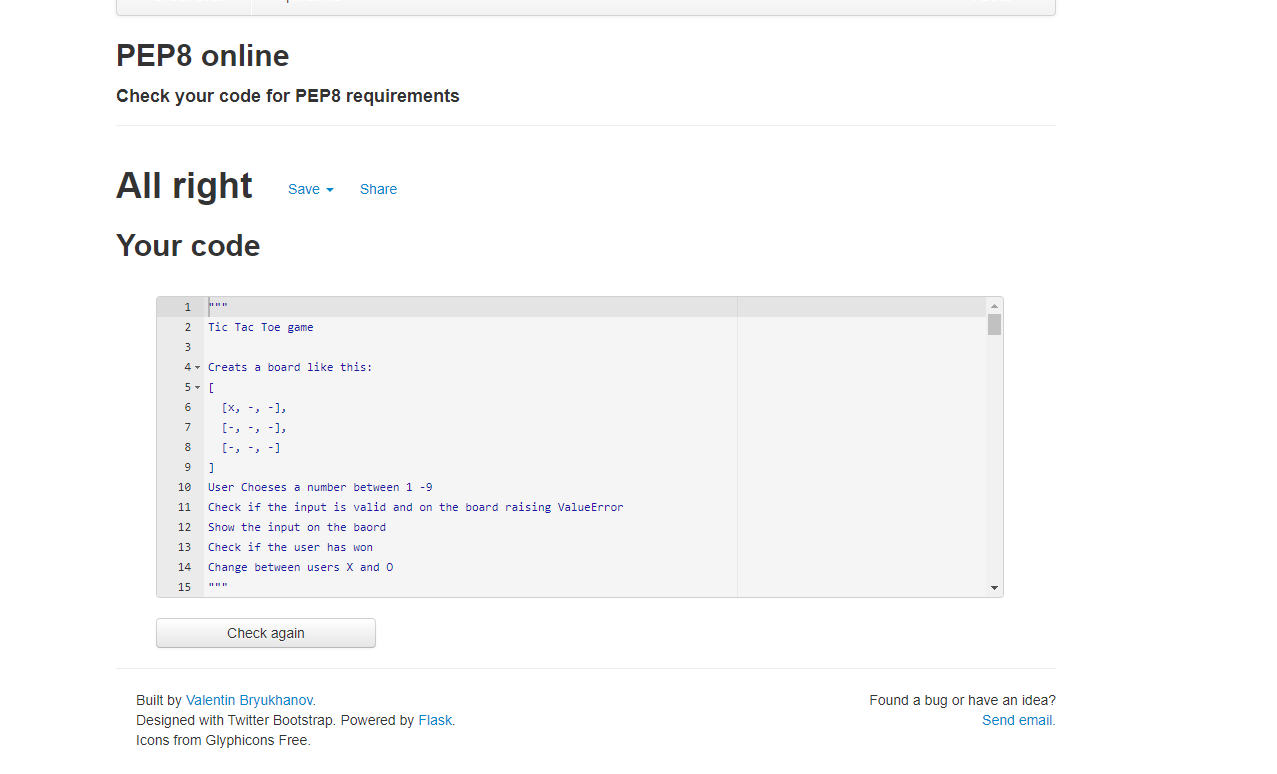 PEP8 online
Check your code for PEP8 requirements
All right Save Share
Your code
1 """
2 Tic Tac Toe game
3
4 Creats a board like this:
5 [
6 [x, -, -],
7 [-, -, -],
8 [-, -, -]
9 ]
10 User Choeses a number between 1 -9
11 Check if the input is valid and on the board raising ValueError
12 Show the input on the baord
13 Check if the user has won
14 Change between users X and O
15 """
Check again
Built by Valentin Bryukhanov.
Designed with Twitter Bootstrap. Powered by Flask.
Icons from Glyphicons Free.
Found a bug or have an idea?
Send email.